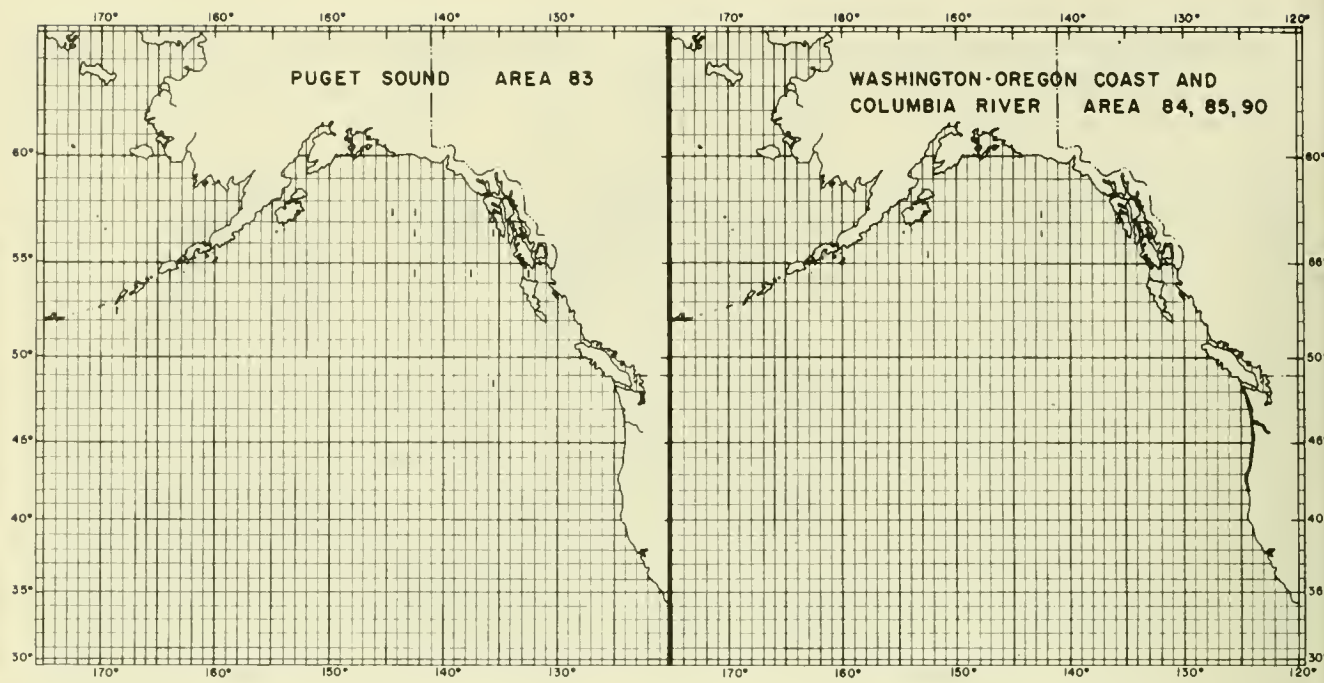 170° 160° 150° 140° 130° 170° 160° 150° 140° 130° 120°
PUGET SOUND AREA 83
WASHINGTON-OREGON COAST AND
COLUMBIA RIVER AREA 84, 85, 90
60° 60°
55° 55°
50° 50°
45° 45°
40° 40°
35° 35°
30° 30°
170° 160° 150° 140° 130° 170° 160° 150° 140° 130° 120°